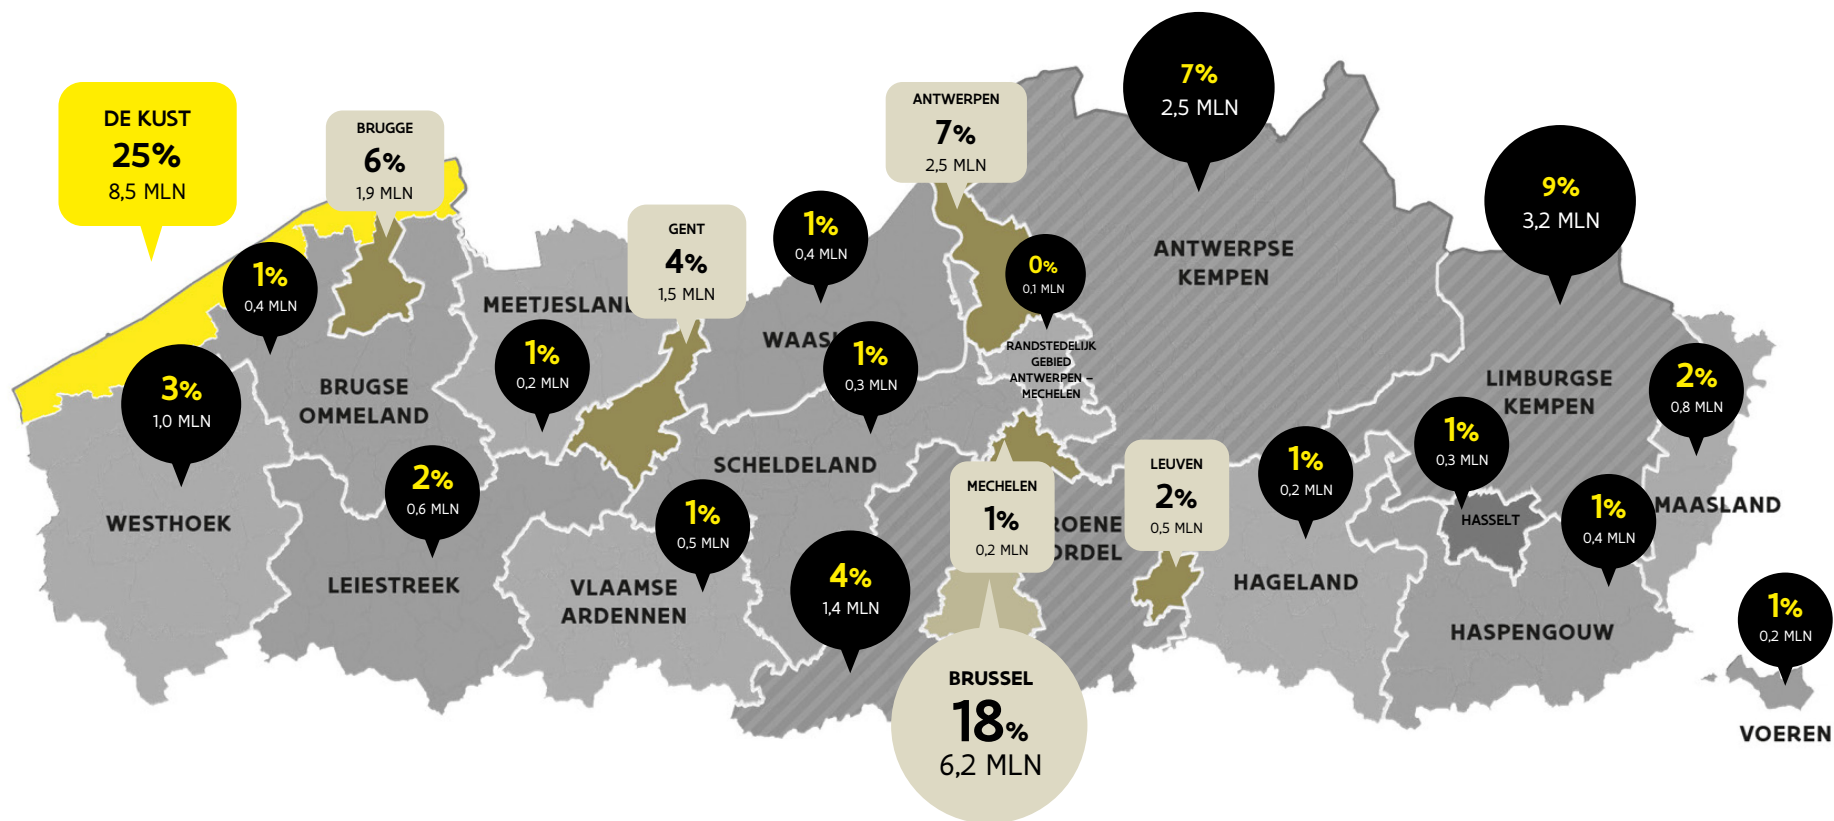 DE KUST
25%
8,5 MLN
BRUGGE
6%
1,9 MLN
GENT
4%
1,5 MLN
ANTWERPEN
7%
2,5 MLN
7%
2,5 MLN
ANTWERPSE
KEMPEN
9%
3,2 MLN
LIMBURGSE
KEMPEN
1%
0,4 MLN
BRUGSE
OMMELAND
MEETJESLAN
1%
0,2 MLN
1%
0,4 MLN
WAAS
1%
0,3 MLN
SCHELDELAND
0%
0,1 MLN
RANDSTEDELIJK
GEBIED
ANTWERPEN –
MECHELEN
3%
1,0 MLN
WESTHOEK
2%
0,6 MLN
LEIESTREEK
1%
0,5 MLN
VLAAMSE
ARDENNEN
4%
1,4 MLN
ROENE
ORDEL
MECHELEN
1%
0,2 MLN
BRUSSEL
18%
6,2 MLN
LEUVEN
2%
0,5 MLN
1%
0,2 MLN
HAGELAND
1%
0,3 MLN
HASSELT
1%
0,4 MLN
HASPENGOUW
2%
0,8 MLN
MAASLAND
1%
0,2 MLN
VOEREN